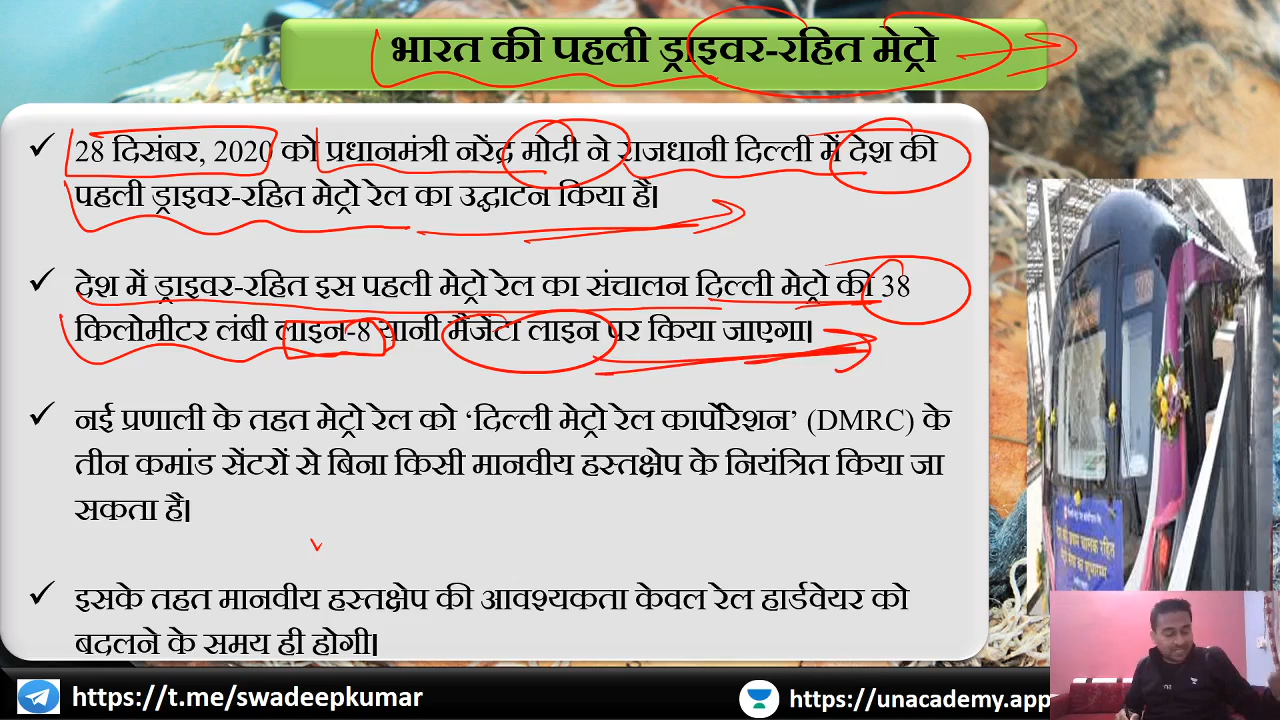 भारत की पहली ड्राइवर-रहित मेट्रो
✓ 28 दिसंबर, 2020 को प्रधानमंत्री नरेंद्र मोदी ने राजधानी दिल्ली में देश की
पहली ड्राइवर-रहित मेट्रो रेल का उद्घाटन किया है।
✓ देश में ड्राइवर-रहित इस पहली मेट्रो रेल का संचालन दिल्ली मेट्रो की 38
किलोमीटर लंबी लाइन-8 यानी मैजेंटा लाइन पर किया जाएगा।
✓ नई प्रणाली के तहत मेट्रो रेल को ‘दिल्ली मेट्रो रेल कार्पोरेशन’ (DMRC) के
तीन कमांड सेंटरों से बिना किसी मानवीय हस्तक्षेप के नियंत्रित किया जा
सकता है।
✓ इसके तहत मानवीय हस्तक्षेप की आवश्यकता केवल रेल हार्डवेयर को
बदलने के समय ही होगी।
https://t.me/swadeepkumar
https://unacademy.app